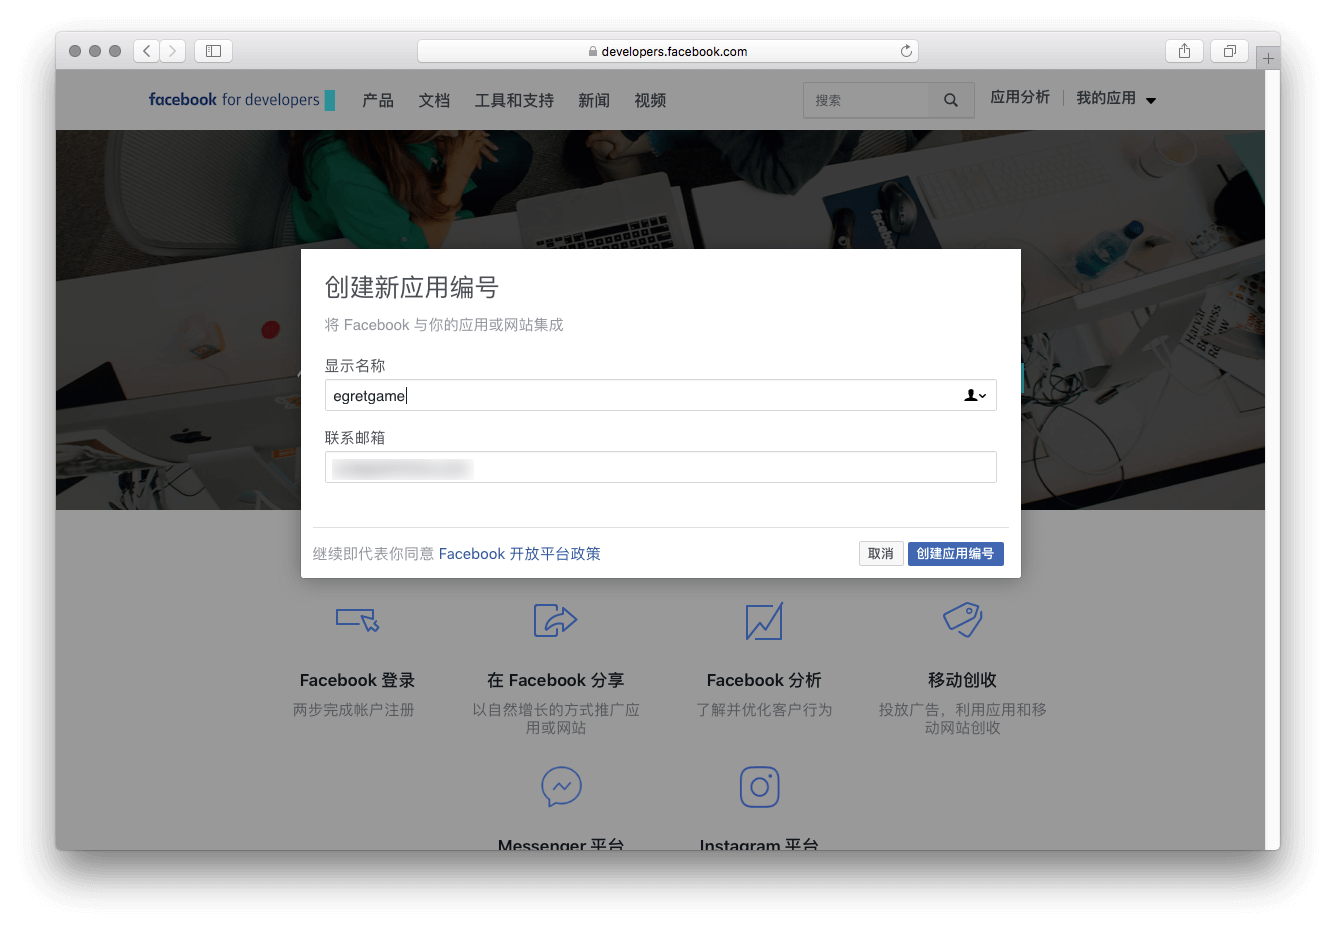 developers.facebook.com
facebook for developers 产品 文档 工具和支持 新闻 视频 搜索 应用分析 我的应用
facebook
Harvard
Business
Re
创建新应用编号
将 Facebook 与你的应用或网站集成
显示名称
egretgame
联系邮箱
继续即代表你同意 Facebook 开放平台政策 取消 创建应用编号
Facebook 登录
两步完成帐户注册
在 Facebook 分享
以自然增长的方式推广应
用或网站
Facebook 分析
了解并优化客户行为
移动创收
投放广告，利用应用和移
动网站创收
Messenger 平台
Instagram 平台